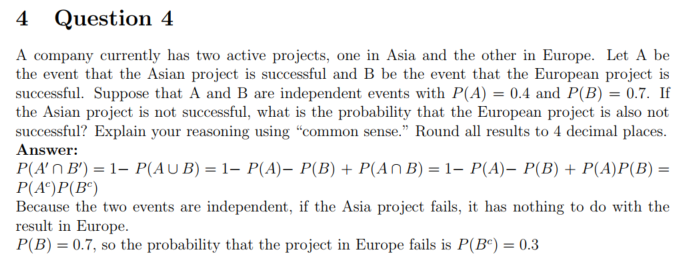 4 Question 4
A company currently has two active projects, one in Asia and the other in Europe. Let A be
the event that the Asian project is successful and B be the event that the European project is
successful. Suppose that A and B are independent events with P(A) = 0.4 and P(B) = 0.7. If
the Asian project is not successful, what is the probability that the European project is also not
successful? Explain your reasoning using “common sense.” Round all results to 4 decimal places.
Answer:
P(A′ ∩ B′) = 1− P(A ∪ B) = 1− P(A)− P(B) + P(A ∩ B) = 1− P(A)− P(B) + P(A)P(B) =
P(Aᶜ)P(Bᶜ)
Because the two events are independent, if the Asia project fails, it has nothing to do with the
result in Europe.
P(B) = 0.7, so the probability that the project in Europe fails is P(Bᶜ) = 0.3